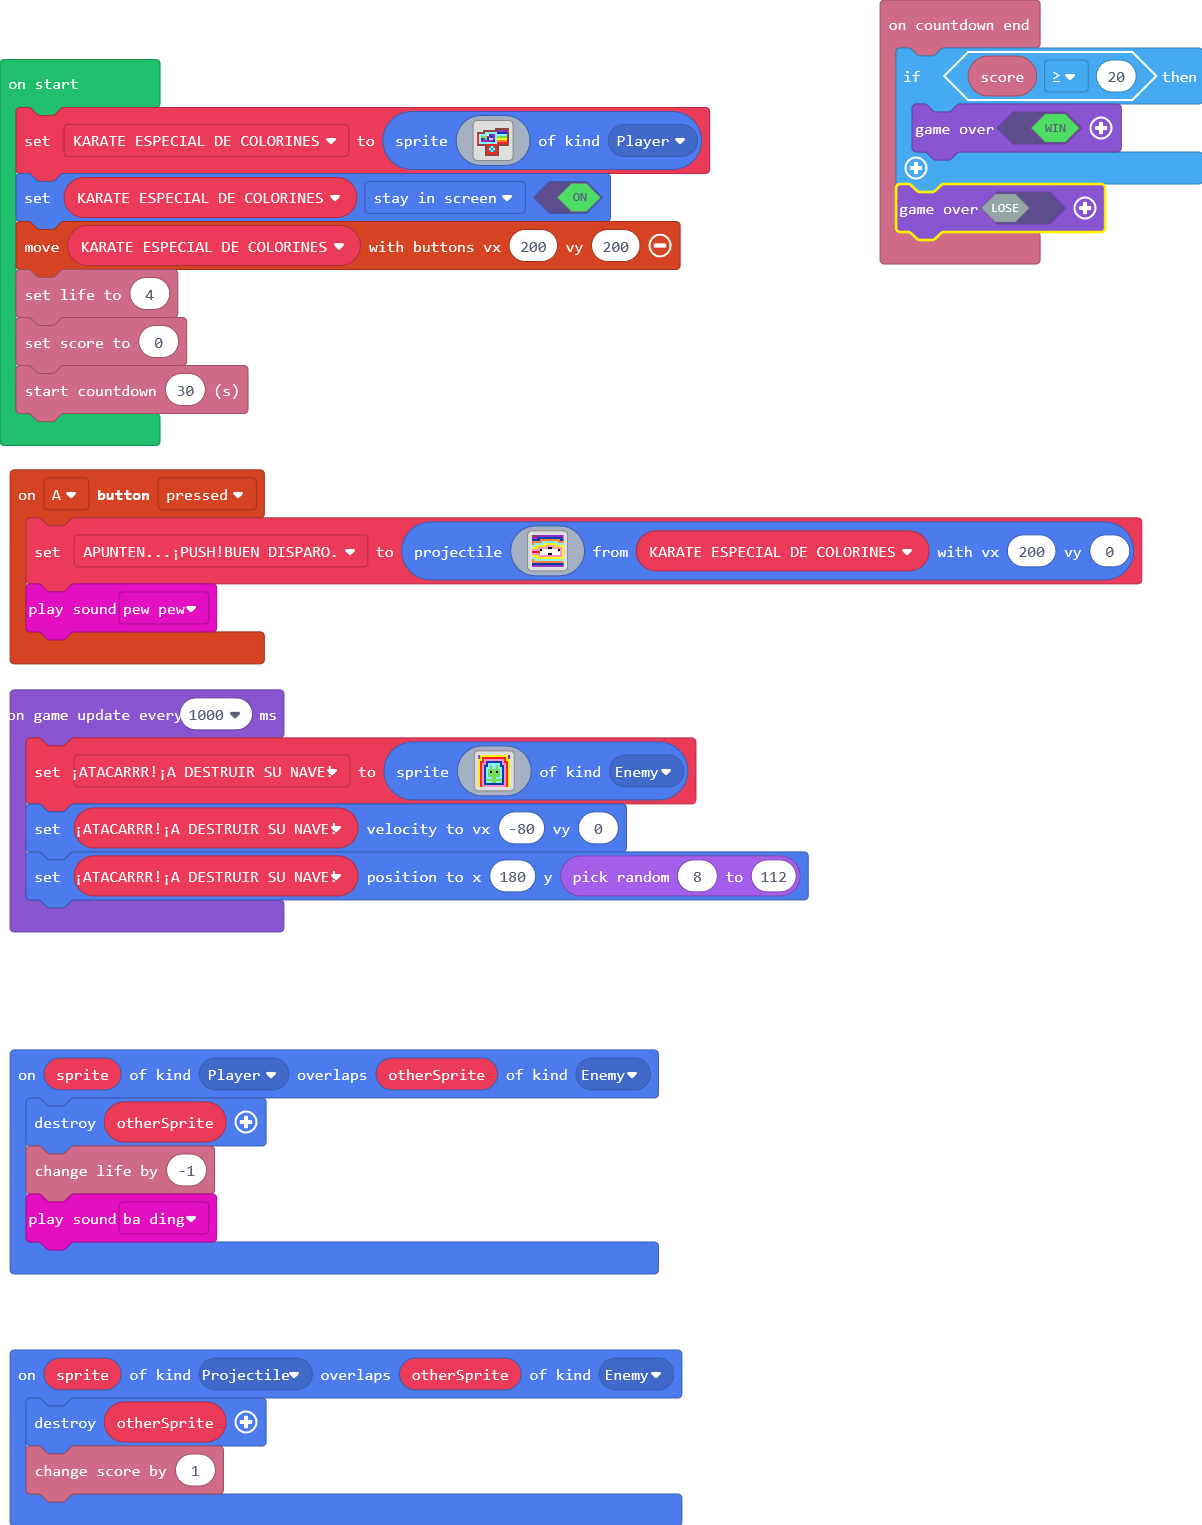 on start
set KARATE ESPECIAL DE COLORINES to sprite of kind Player
set KARATE ESPECIAL DE COLORINES stay in screen ON
move KARATE ESPECIAL DE COLORINES with buttons vx 200 vy 200
set life to 4
set score to 0
start countdown 30 (s)
on countdown end
if score ≥ 20 then
game over WIN
game over LOSE
on A button pressed
set APUNTEN...¡PUSH!BUEN DISPARO. to projectile from KARATE ESPECIAL DE COLORINES with vx 200 vy 0
play sound pew pew
on game update every 1000 ms
set ¡ATACARRR!¡A DESTRUIR SU NAVE! to sprite of kind Enemy
set ¡ATACARRR!¡A DESTRUIR SU NAVE! velocity to vx -80 vy 0
set ¡ATACARRR!¡A DESTRUIR SU NAVE! position to x 180 y pick random 8 to 112
on sprite of kind Player overlaps otherSprite of kind Enemy
destroy otherSprite
change life by -1
play sound ba ding
on sprite of kind Projectile overlaps otherSprite of kind Enemy
destroy otherSprite
change score by 1